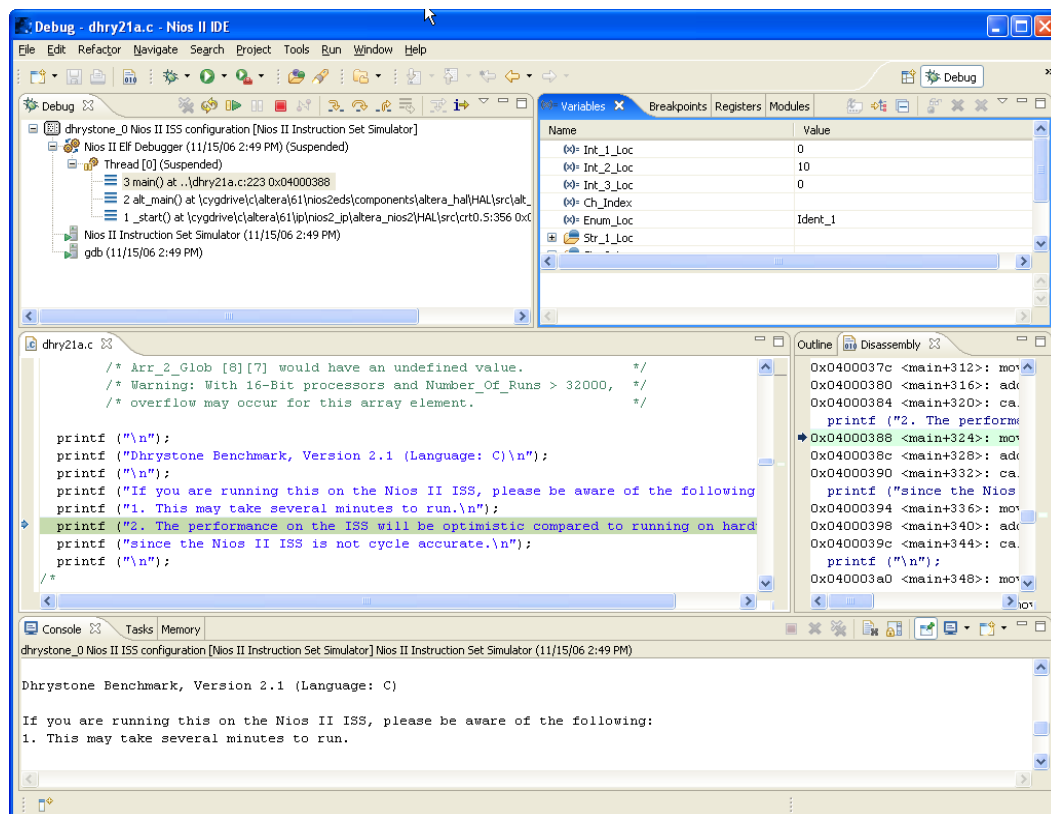 Debug - dhry21a.c - Nios II IDE
File Edit Refactor Navigate Search Project Tools Run Window Help
Debug
Debug
dhrystone_0 Nios II ISS configuration [Nios II Instruction Set Simulator]
Nios II Elf Debugger (11/15/06 2:49 PM) (Suspended)
Thread [0] (Suspended)
3 main() at ..\dhry21a.c:223 0x04000388
2 alt_main() at \cygdrive\c\altera\61\nios2eds\components\altera_hal\HAL\src\alt_
1 _start() at \cygdrive\c\altera\61\ip\nios2_ip\altera_nios2\HAL\src\crt0.S:356 0x0
Nios II Instruction Set Simulator (11/15/06 2:49 PM)
gdb (11/15/06 2:49 PM)
Variables Breakpoints Registers Modules
Name Value
(x)= Int_1_Loc 0
(x)= Int_2_Loc 10
(x)= Int_3_Loc 0
(x)= Ch_Index
(x)= Enum_Loc Ident_1
Str_1_Loc
dhry21a.c
/* Arr_2_Glob [8][7] would have an undefined value. */
/* Warning: With 16-Bit processors and Number_Of_Runs > 32000, */
/* overflow may occur for this array element. */
printf ("\n");
printf ("Dhrystone Benchmark, Version 2.1 (Language: C)\n");
printf ("\n");
printf ("If you are running this on the Nios II ISS, please be aware of the following
printf ("1. This may take several minutes to run.\n");
printf ("2. The performance on the ISS will be optimistic compared to running on hard
printf ("since the Nios II ISS is not cycle accurate.\n");
printf ("\n");
/*
Outline Disassembly
0x0400037c <main+312>: mov
0x04000380 <main+316>: add
0x04000384 <main+320>: ca
printf ("2. The performa
0x04000388 <main+324>: mov
0x0400038c <main+328>: add
0x04000390 <main+332>: ca
printf ("since the Nios
0x04000394 <main+336>: mov
0x04000398 <main+340>: add
0x0400039c <main+344>: ca
printf ("\n");
0x040003a0 <main+348>: mov
Console Tasks Memory
dhrystone_0 Nios II ISS configuration [Nios II Instruction Set Simulator] Nios II Instruction Set Simulator (11/15/06 2:49 PM)
Dhrystone Benchmark, Version 2.1 (Language: C)
If you are running this on the Nios II ISS, please be aware of the following:
1. This may take several minutes to run.